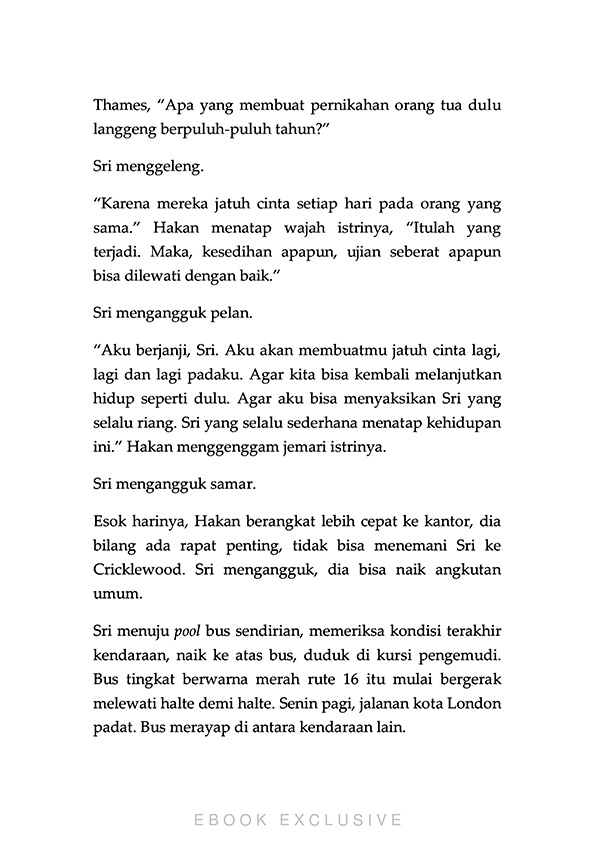 Thames, “Apa yang membuat pernikahan orang tua dulu
langgeng berpuluh-puluh tahun?”
Sri menggeleng.
“Karena mereka jatuh cinta setiap hari pada orang yang
sama.” Hakan menatap wajah istrinya, “Itulah yang
terjadi. Maka, kesedihan apapun, ujian seberat apapun
bisa dilewati dengan baik.”
Sri mengangguk pelan.
“Aku berjanji, Sri. Aku akan membuatmu jatuh cinta lagi,
lagi dan lagi padaku. Agar kita bisa kembali melanjutkan
hidup seperti dulu. Agar aku bisa menyaksikan Sri yang
selalu riang. Sri yang selalu sederhana menatap kehidupan
ini.” Hakan menggenggam jemari istrinya.
Sri mengangguk samar.
Esok harinya, Hakan berangkat lebih cepat ke kantor, dia
bilang ada rapat penting, tidak bisa menemani Sri ke
Cricklewood. Sri mengangguk, dia bisa naik angkutan
umum.
Sri menuju pool bus sendirian, memeriksa kondisi terakhir
kendaraan, naik ke atas bus, duduk di kursi pengemudi.
Bus tingkat berwarna merah rute 16 itu mulai bergerak
melewati halte demi halte. Senin pagi, jalanan kota London
padat. Bus merayap di antara kendaraan lain.
EBOOK EXCLUSIVE